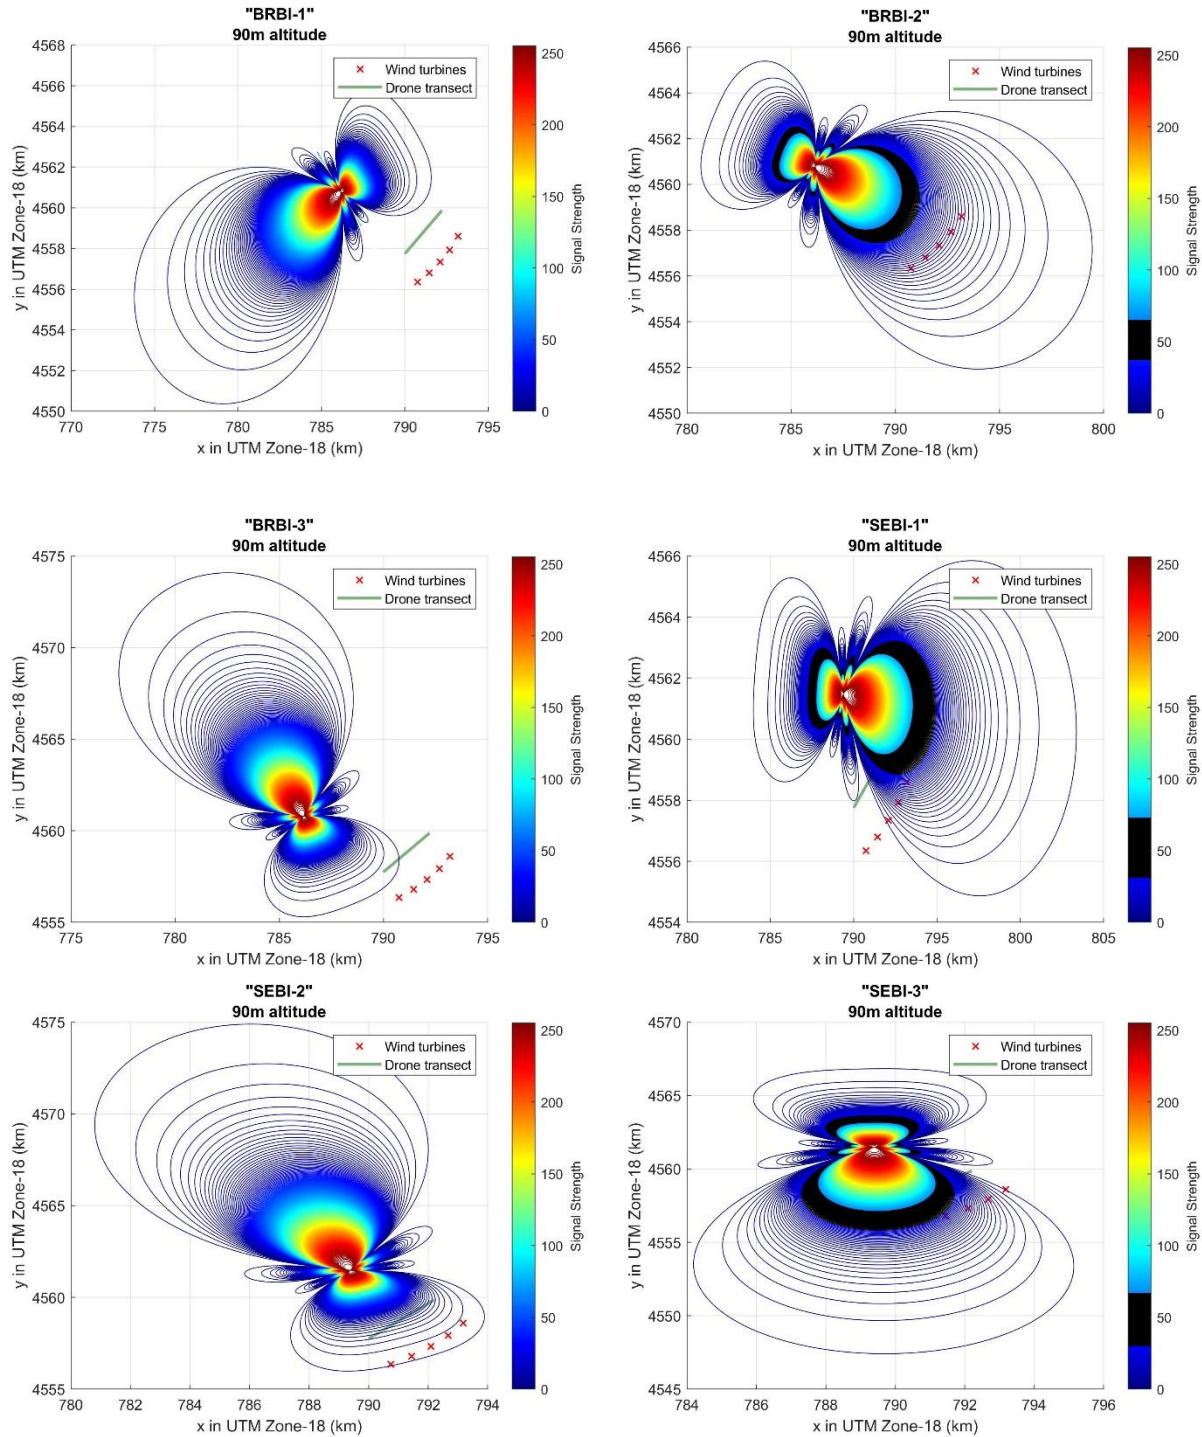 "BRBI-1"
90m altitude
4568
4566
4564
4562
4560
4558
4556
4554
4552
4550
770
775
780
785
790
795
x in UTM Zone-18 (km)
y in UTM Zone-18 (km)
Wind turbines
Drone transect
250
200
150
100
50
0
Signal Strength
"BRBI-2"
90m altitude
4566
4564
4562
4560
4558
4556
4554
4552
4550
780
785
790
795
800
x in UTM Zone-18 (km)
y in UTM Zone-18 (km)
Wind turbines
Drone transect
250
200
150
100
50
0
Signal Strength
"BRBI-3"
90m altitude
4575
4570
4565
4560
4555
775
780
785
790
795
x in UTM Zone-18 (km)
y in UTM Zone-18 (km)
Wind turbines
Drone transect
250
200
150
100
50
0
Signal Strength
"SEBI-1"
90m altitude
4566
4564
4562
4560
4558
4556
4554
780
785
790
795
800
805
x in UTM Zone-18 (km)
y in UTM Zone-18 (km)
Wind turbines
Drone transect
250
200
150
100
50
0
Signal Strength
"SEBI-2"
90m altitude
4575
4570
4565
4560
4555
780
782
784
786
788
790
792
794
x in UTM Zone-18 (km)
y in UTM Zone-18 (km)
Wind turbines
Drone transect
250
200
150
100
50
0
Signal Strength
"SEBI-3"
90m altitude
4570
4565
4560
4555
4550
4545
784
786
788
790
792
794
796
x in UTM Zone-18 (km)
y in UTM Zone-18 (km)
Wind turbines
Drone transect
250
200
150
100
50
0
Signal Strength